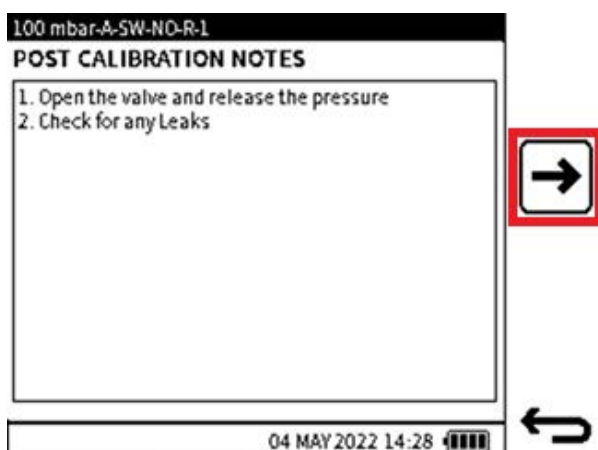 100 mbar-A-SW-NO-R-1
POST CALIBRATION NOTES
1. Open the valve and release the pressure
2. Check for any Leaks
04 MAY 2022 14:28